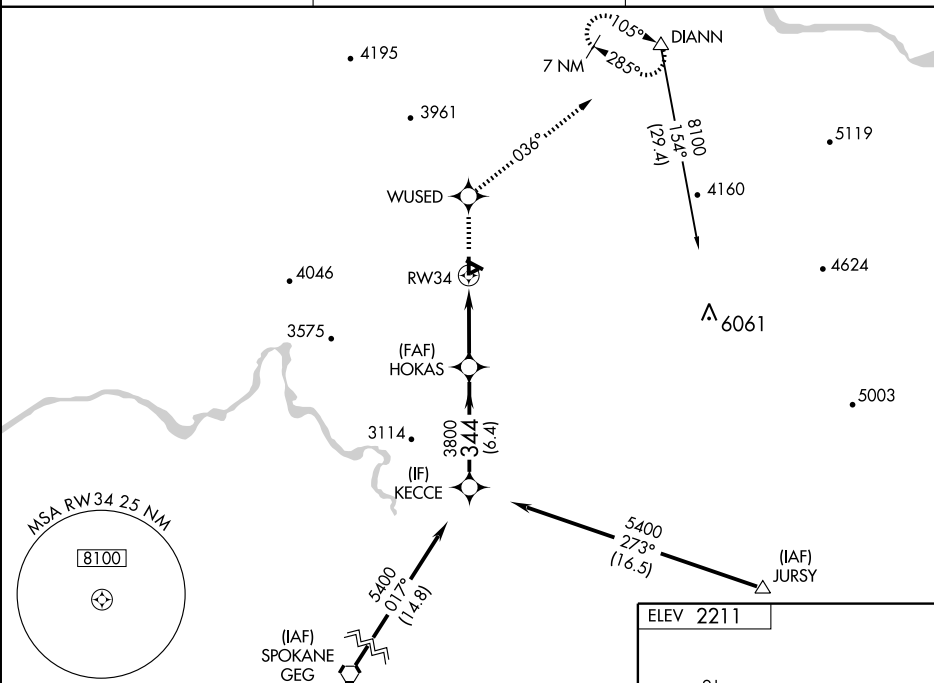 105°
DIANN
7 NM
285°
4195
3961
036°
8100
154°
(29.4)
5119
4160
WUSED
4046
RW34
4624
3575
6061
(FAF)
HOKAS
5003
3114
3800
344
(6.4)
(IF)
KECCE
MSA RW34 25 NM
8100
5400
273°
(16.5)
(IAF)
JURSY
5400
017°
(14.8)
(IAF)
SPOKANE
GEG
ELEV 2211